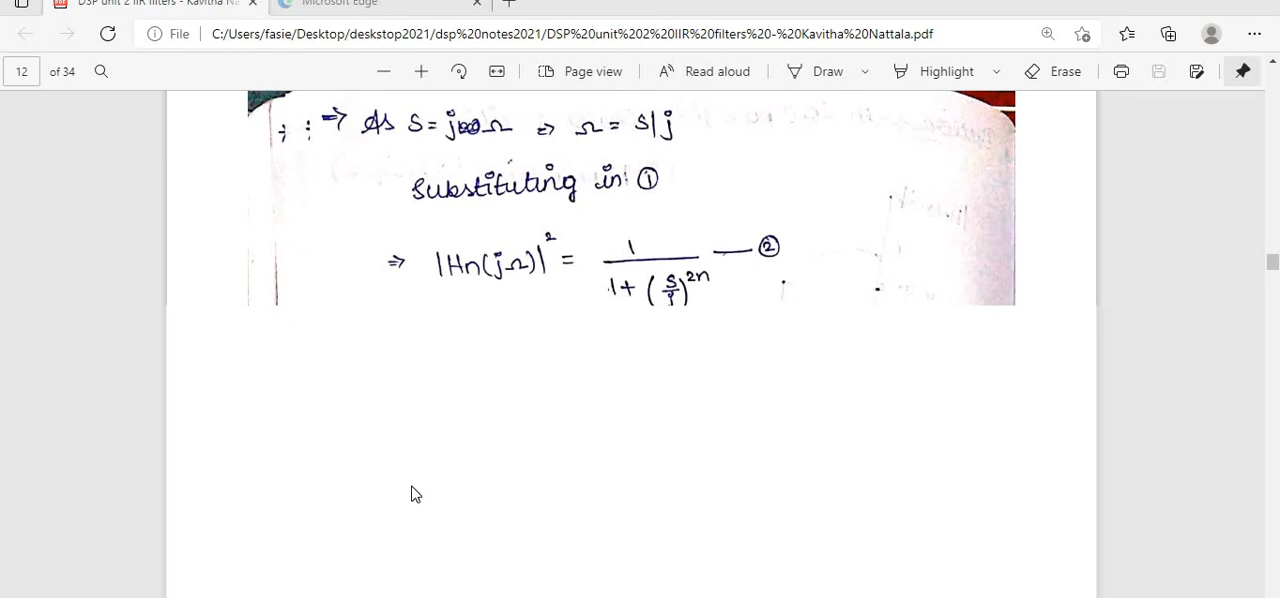 DSP unit 2 IIR filters - Kavitha Na
Microsoft Edge
File
C:/Users/fasie/Desktop/deskstop2021/dsp%20notes2021/DSP%20unit%202%20IIR%20filters%20-%20Kavitha%20Nattala.pdf
12 of 34
Page view
Read aloud
Draw
Highlight
Erase
⇒ As S = jΩ ⇒ Ω = S/j
Substituting in ①
⇒ |Hn(jΩ)|² = 1 / (1 + (S/j)^2n) — ②